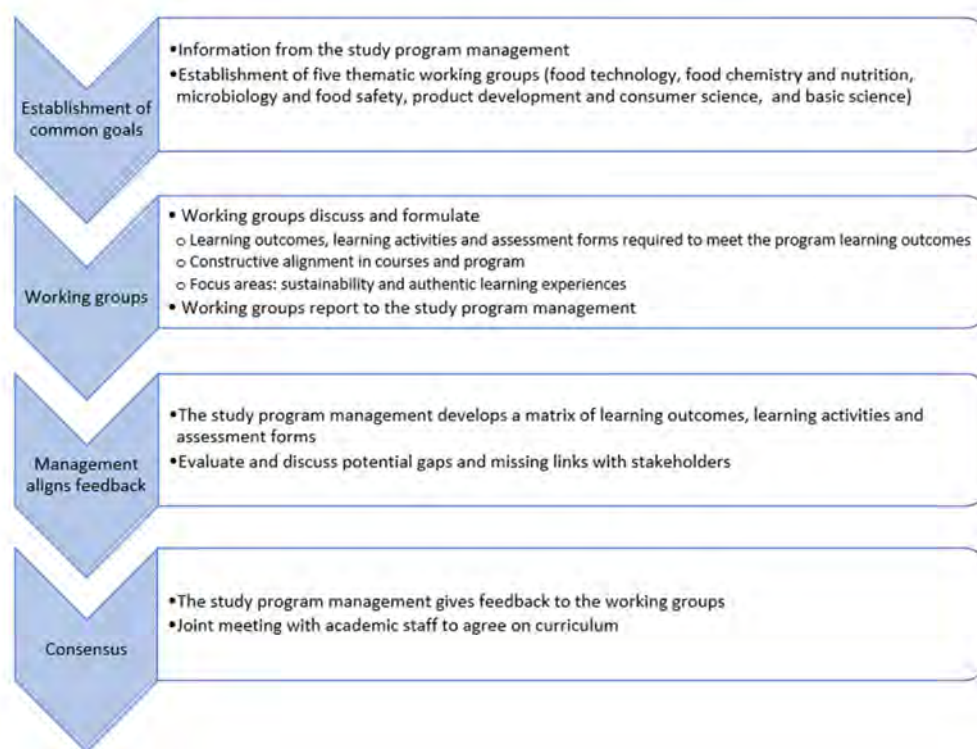 Establishment of
common goals
•Information from the study program management
•Establishment of five thematic working groups (food technology, food chemistry and nutrition,
microbiology and food safety, product development and consumer science, and basic science)
Working groups
• Working groups discuss and formulate
o Learning outcomes, learning activities and assessment forms required to meet the program learning outcomes
o Constructive alignment in courses and program
o Focus areas: sustainability and authentic learning experiences
• Working groups report to the study program management
Management
aligns feedback
•The study program management develops a matrix of learning outcomes, learning activities and
assessment forms
•Evaluate and discuss potential gaps and missing links with stakeholders
Consensus
•The study program management gives feedback to the working groups
•Joint meeting with academic staff to agree on curriculum